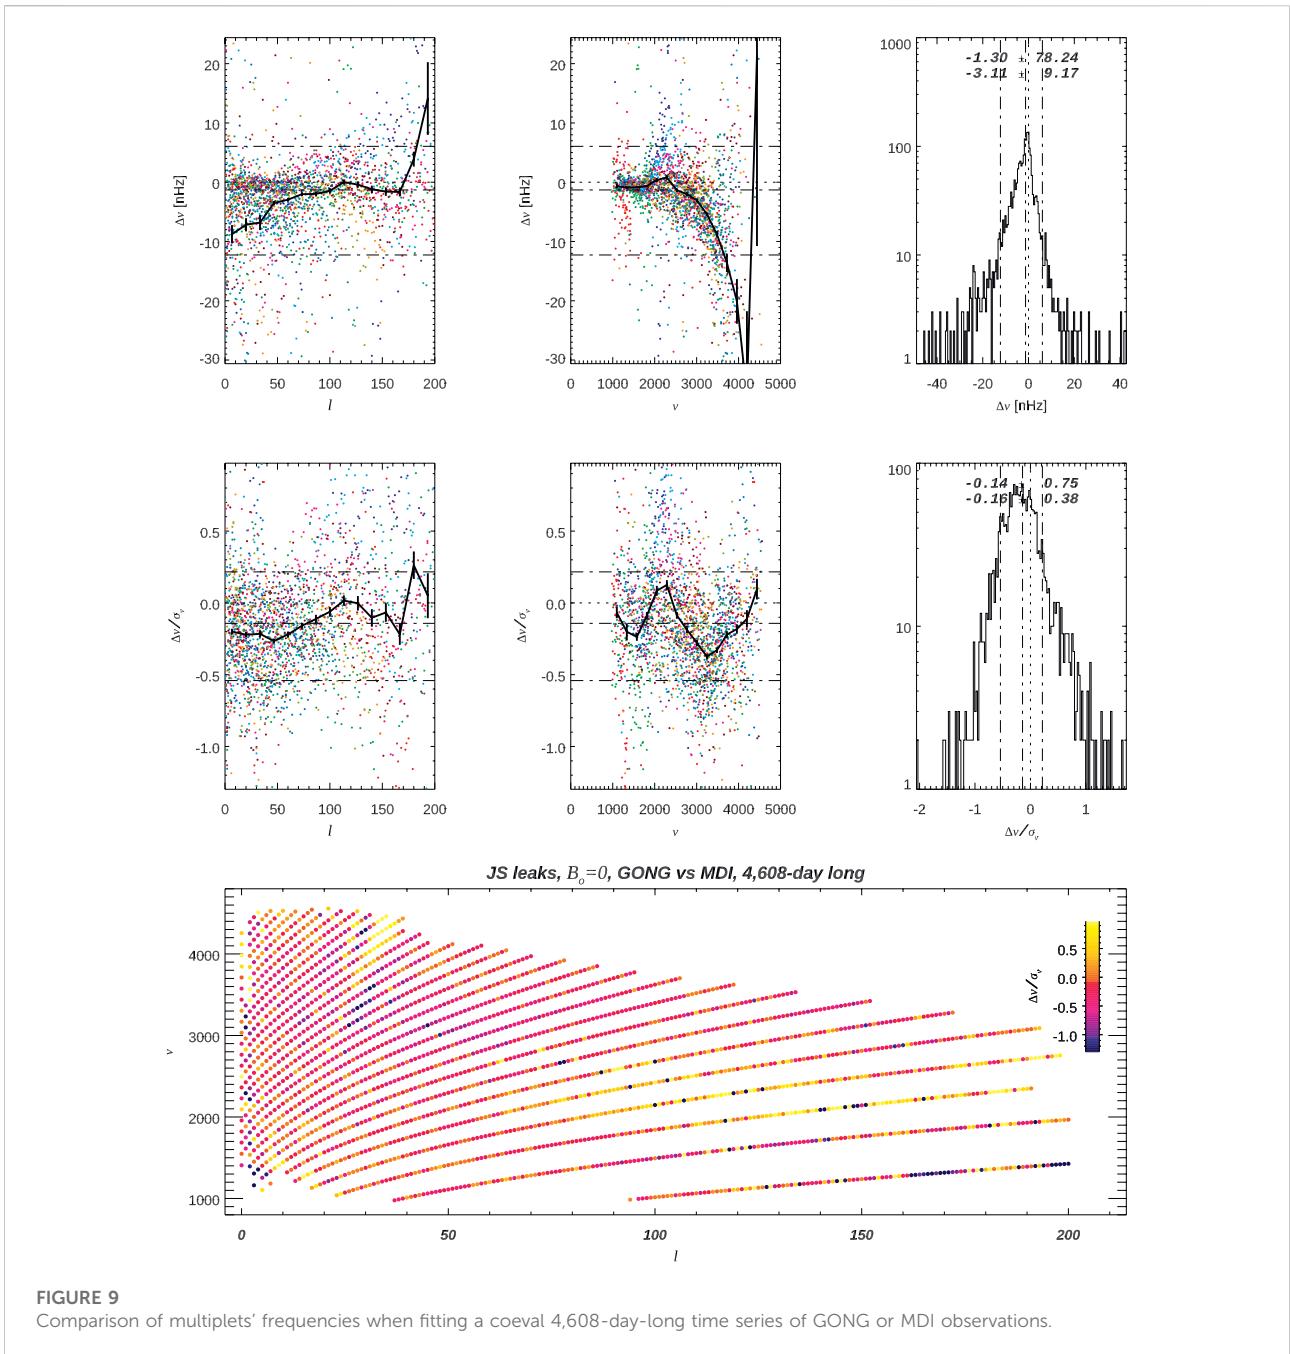 20
10
0
-10
-20
-30
Δν [nHz]
0 50 100 150 200
l
20
10
0
-10
-20
-30
Δν [nHz]
0 1000 2000 3000 4000 5000
ν
1000
100
10
1
-1.30 ± 78.24
-3.11 ± 9.17
-40 -20 0 20 40
Δν [nHz]
0.5
0.0
-0.5
-1.0
Δν/σν
0 50 100 150 200
l
0.5
0.0
-0.5
-1.0
Δν/σν
0 1000 2000 3000 4000 5000
ν
100
10
1
-0.14 ± 0.75
-0.16 ± 0.38
-2 -1 0 1
Δν/σν
JS leaks, Bo=0, GONG vs MDI, 4,608-day long
4000
3000
2000
1000
ν
0.5
0.0
-0.5
-1.0
Δν/σν
0 50 100 150 200
l
FIGURE 9
Comparison of multiplets’ frequencies when fitting a coeval 4,608-day-long time series of GONG or MDI observations.